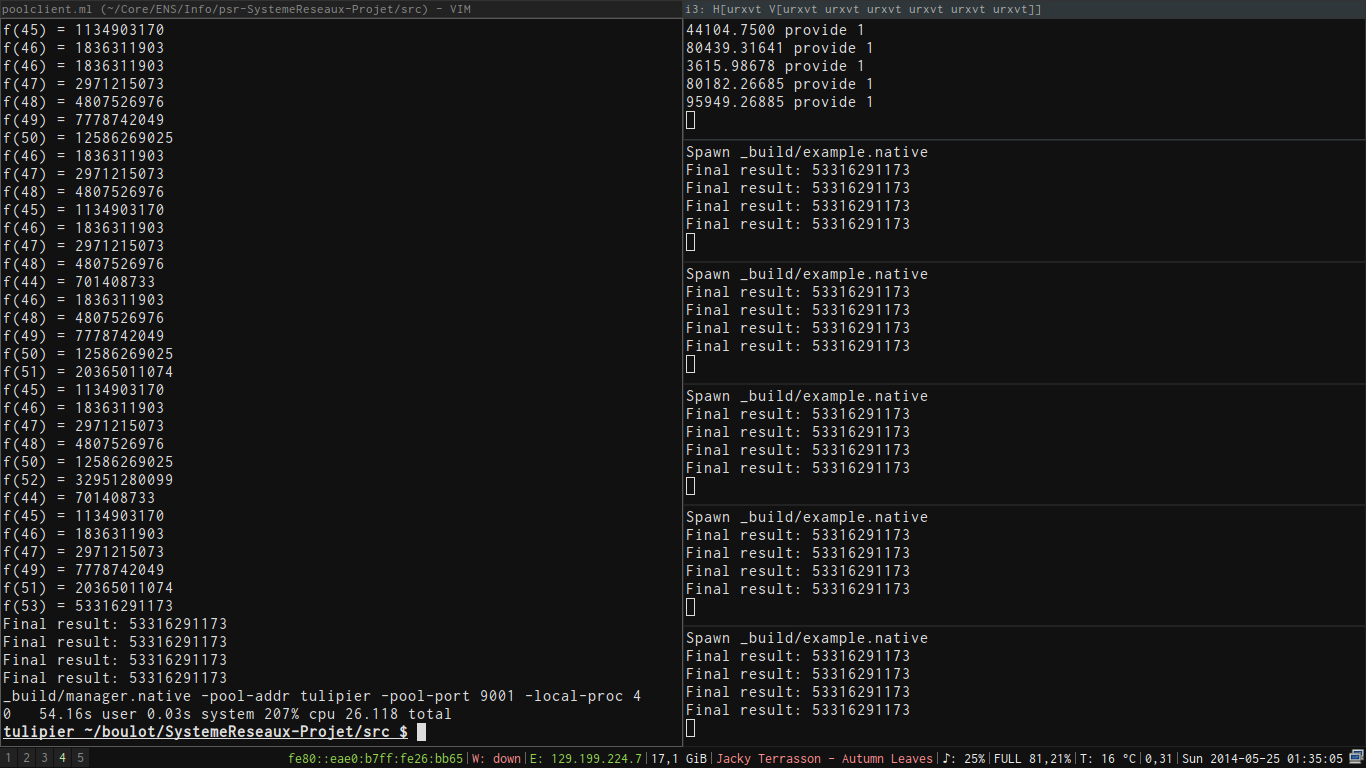 poolclient.ml (~/Core/ENS/Info/psr-SystemeReseaux-Projet/src) - VIM
f(45) = 1134903170
f(46) = 1836311903
f(46) = 1836311903
f(47) = 2971215073
f(48) = 4807526976
f(49) = 7778742049
f(50) = 12586269025
f(46) = 1836311903
f(47) = 2971215073
f(48) = 4807526976
f(45) = 1134903170
f(46) = 1836311903
f(47) = 2971215073
f(48) = 4807526976
f(44) = 701408733
f(46) = 1836311903
f(48) = 4807526976
f(49) = 7778742049
f(50) = 12586269025
f(51) = 20365011074
f(45) = 1134903170
f(46) = 1836311903
f(47) = 2971215073
f(48) = 4807526976
f(50) = 12586269025
f(52) = 32951280099
f(44) = 701408733
f(45) = 1134903170
f(46) = 1836311903
f(47) = 2971215073
f(49) = 7778742049
f(51) = 20365011074
f(53) = 53316291173
Final result: 53316291173
Final result: 53316291173
Final result: 53316291173
Final result: 53316291173
_build/manager.native -pool-addr tulipier -pool-port 9001 -local-proc 4
0   54.16s user 0.03s system 207% cpu 26.118 total
tulipier ~/boulot/SystemeReseaux-Projet/src $
i3: H[urxvt V[urxvt urxvt urxvt urxvt urxvt urxvt]]
44104.7500 provide 1
80439.31641 provide 1
3615.98678 provide 1
80182.26685 provide 1
95949.26885 provide 1
Spawn _build/example.native
Final result: 53316291173
Final result: 53316291173
Final result: 53316291173
Final result: 53316291173
Spawn _build/example.native
Final result: 53316291173
Final result: 53316291173
Final result: 53316291173
Final result: 53316291173
Spawn _build/example.native
Final result: 53316291173
Final result: 53316291173
Final result: 53316291173
Final result: 53316291173
Spawn _build/example.native
Final result: 53316291173
Final result: 53316291173
Final result: 53316291173
Final result: 53316291173
Spawn _build/example.native
Final result: 53316291173
Final result: 53316291173
Final result: 53316291173
Final result: 53316291173
1 2 3 4 5 fe80::eae0:b7ff:fe26:bb65|W: down|E: 129.199.224.7|17,1 GiB|Jacky Terrasson - Autumn Leaves|♪: 25%|FULL 81,21%|T: 16 °C|0,31|Sun 2014-05-25 01:35:05